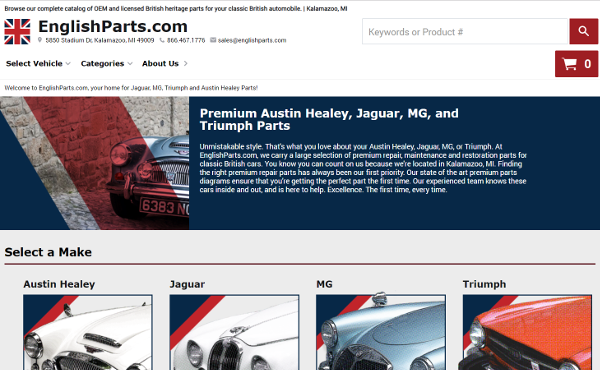 Browse our complete catalog of OEM and licensed British heritage parts for your classic British automobile. | Kalamazoo, MI
EnglishParts.com
5850 Stadium Dr, Kalamazoo, MI 49009 866.467.1776 sales@englishparts.com
Keywords or Product #
Select Vehicle Categories About Us
0
Welcome to EnglishParts.com, your home for Jaguar, MG, Triumph and Austin Healey Parts!
Premium Austin Healey, Jaguar, MG, and
Triumph Parts
Unmistakable style. That's what you love about your Austin Healey, Jaguar, MG, or Triumph. At
EnglishParts.com, we carry a large selection of premium repair, maintenance and restoration parts for
classic British cars. You know you can count on us because we're located in Kalamazoo, MI. Finding
the right premium repair parts has always been our first priority. Our state of the art premium parts
diagrams ensure that you're getting the perfect part the first time. Our experienced team knows these
cars inside and out, and is here to help. Excellence. The first time, every time.
6383 NO
Select a Make
Austin Healey Jaguar MG Triumph